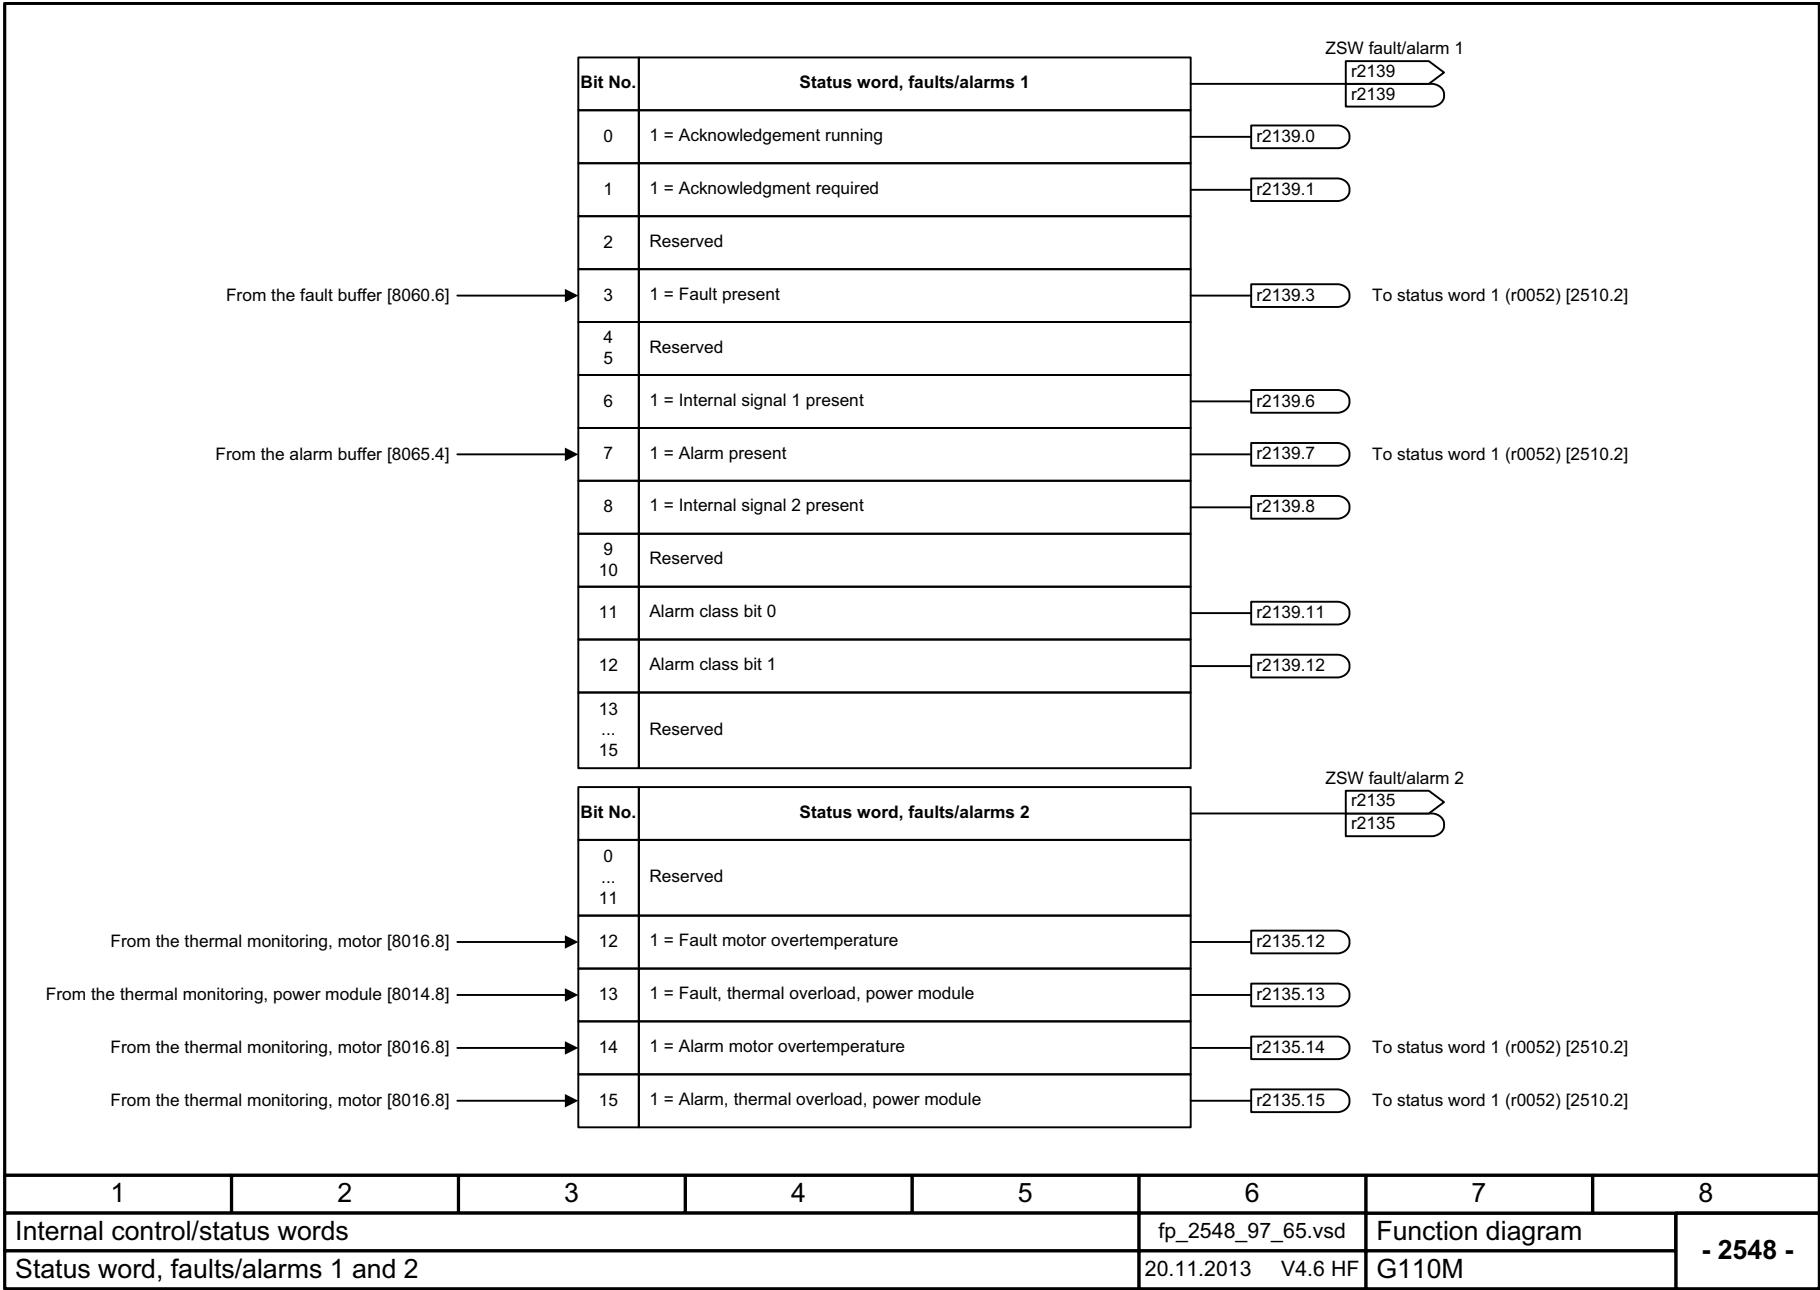 ZSW fault/alarm 1
Bit No. Status word, faults/alarms 1 r2139
r2139
0 1 = Acknowledgement running r2139.0
1 1 = Acknowledgment required r2139.1
2 Reserved
From the fault buffer [8060.6] 3 1 = Fault present r2139.3 To status word 1 (r0052) [2510.2]
4
5 Reserved
6 1 = Internal signal 1 present r2139.6
From the alarm buffer [8065.4] 7 1 = Alarm present r2139.7 To status word 1 (r0052) [2510.2]
8 1 = Internal signal 2 present r2139.8
9
10 Reserved
11 Alarm class bit 0 r2139.11
12 Alarm class bit 1 r2139.12
13
... Reserved
15
ZSW fault/alarm 2
Bit No. Status word, faults/alarms 2 r2135
r2135
0
... Reserved
11
From the thermal monitoring, motor [8016.8] 12 1 = Fault motor overtemperature r2135.12
From the thermal monitoring, power module [8014.8] 13 1 = Fault, thermal overload, power module r2135.13
From the thermal monitoring, motor [8016.8] 14 1 = Alarm motor overtemperature r2135.14 To status word 1 (r0052) [2510.2]
From the thermal monitoring, motor [8016.8] 15 1 = Alarm, thermal overload, power module r2135.15 To status word 1 (r0052) [2510.2]
1 2 3 4 5 6 7 8
Internal control/status words fp_2548_97_65.vsd Function diagram - 2548 -
Status word, faults/alarms 1 and 2 20.11.2013 V4.6 HF G110M